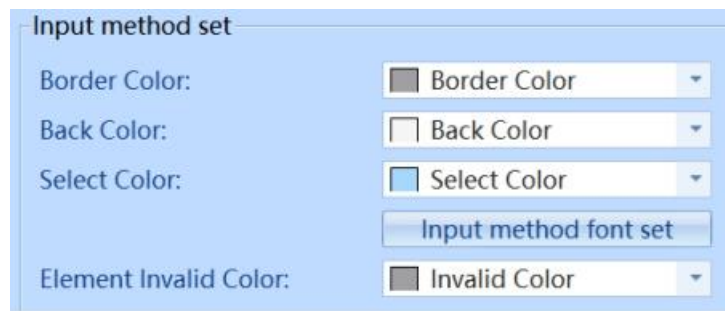 Input method set
Border Color: Border Color
Back Color: Back Color
Select Color: Select Color
Input method font set
Element Invalid Color: Invalid Color